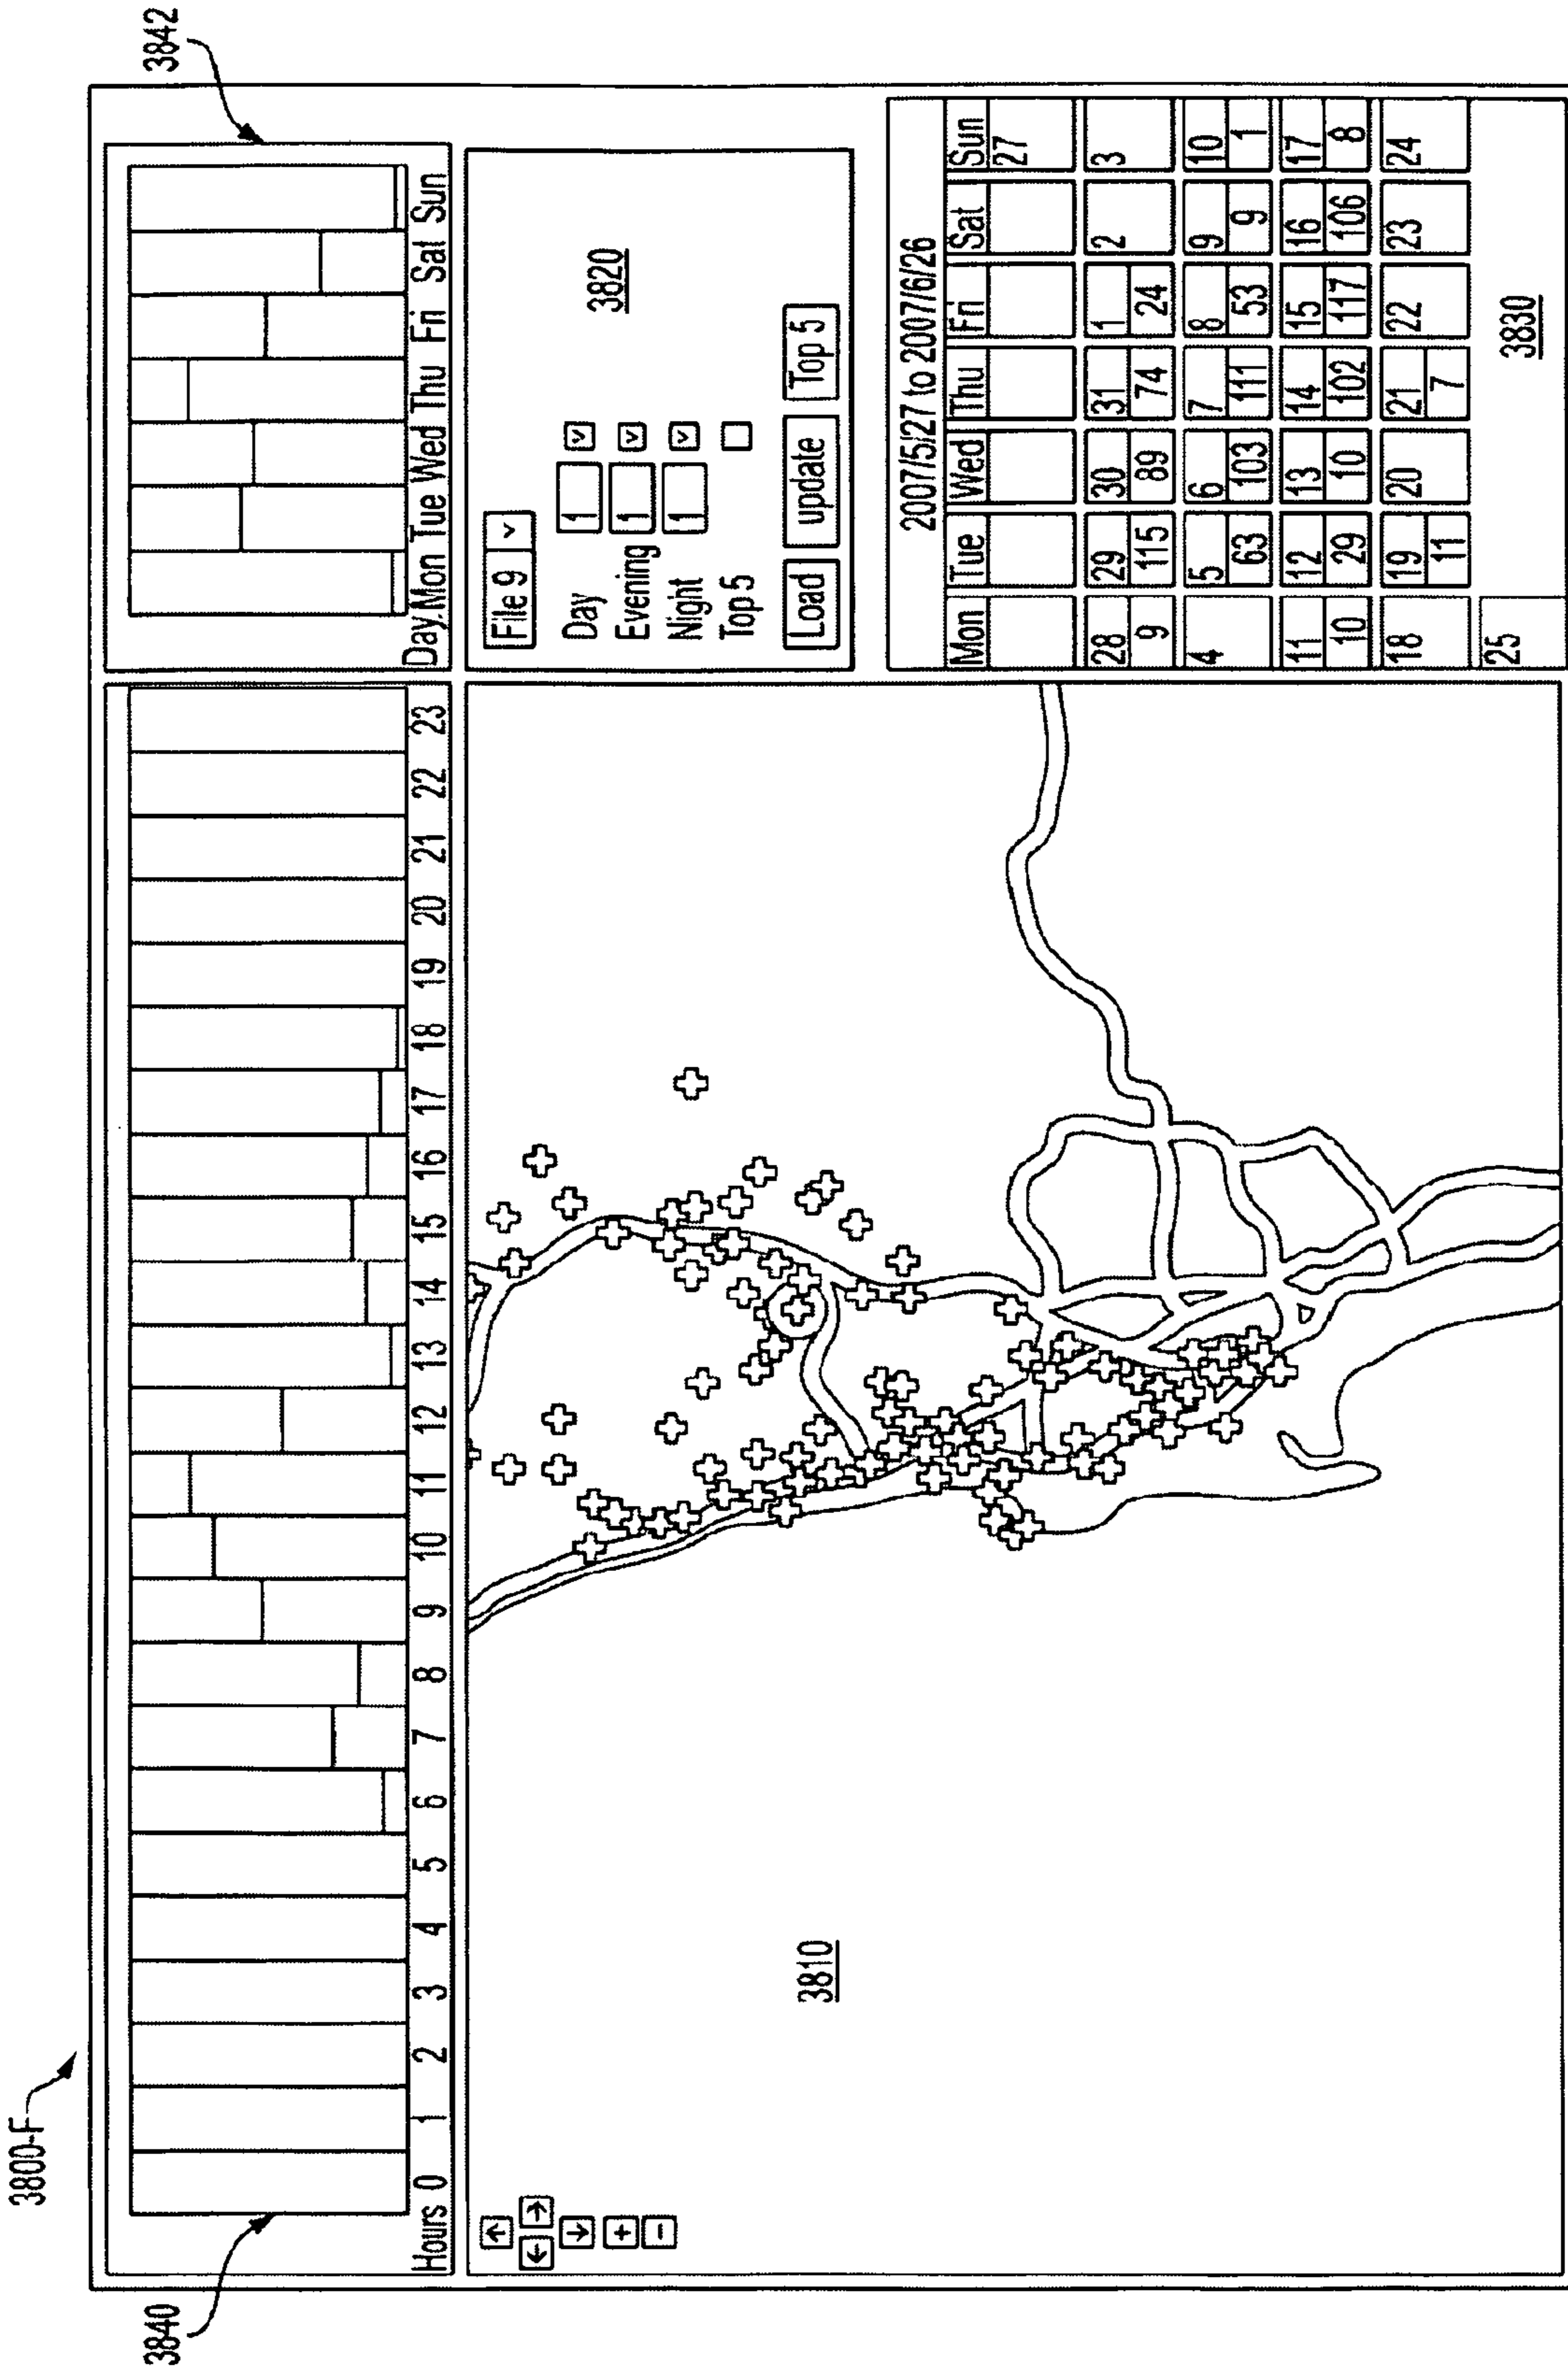 3800-F
3840
3842
Hours 0 1 2 3 4 5 6 7 8 9 10 11 12 13 14 15 16 17 18 19 20 21 22 23
Day. Mon Tue Wed Thu Fri Sat Sun
3810
File 9
Day 1
Evening 1
Night 1
Top 5
Load update Top 5
3820
2007/5/27 to 2007/6/26
Mon Tue Wed Thu Fri Sat Sun
27
28 29 30 31 1 2 3
9 115 89 74 24
4 5 6 7 8 9 10
63 103 111 53 9 1
11 12 13 14 15 16 17
10 29 10 102 117 106 8
18 19 20 21 22 23 24
11 7
25
3830